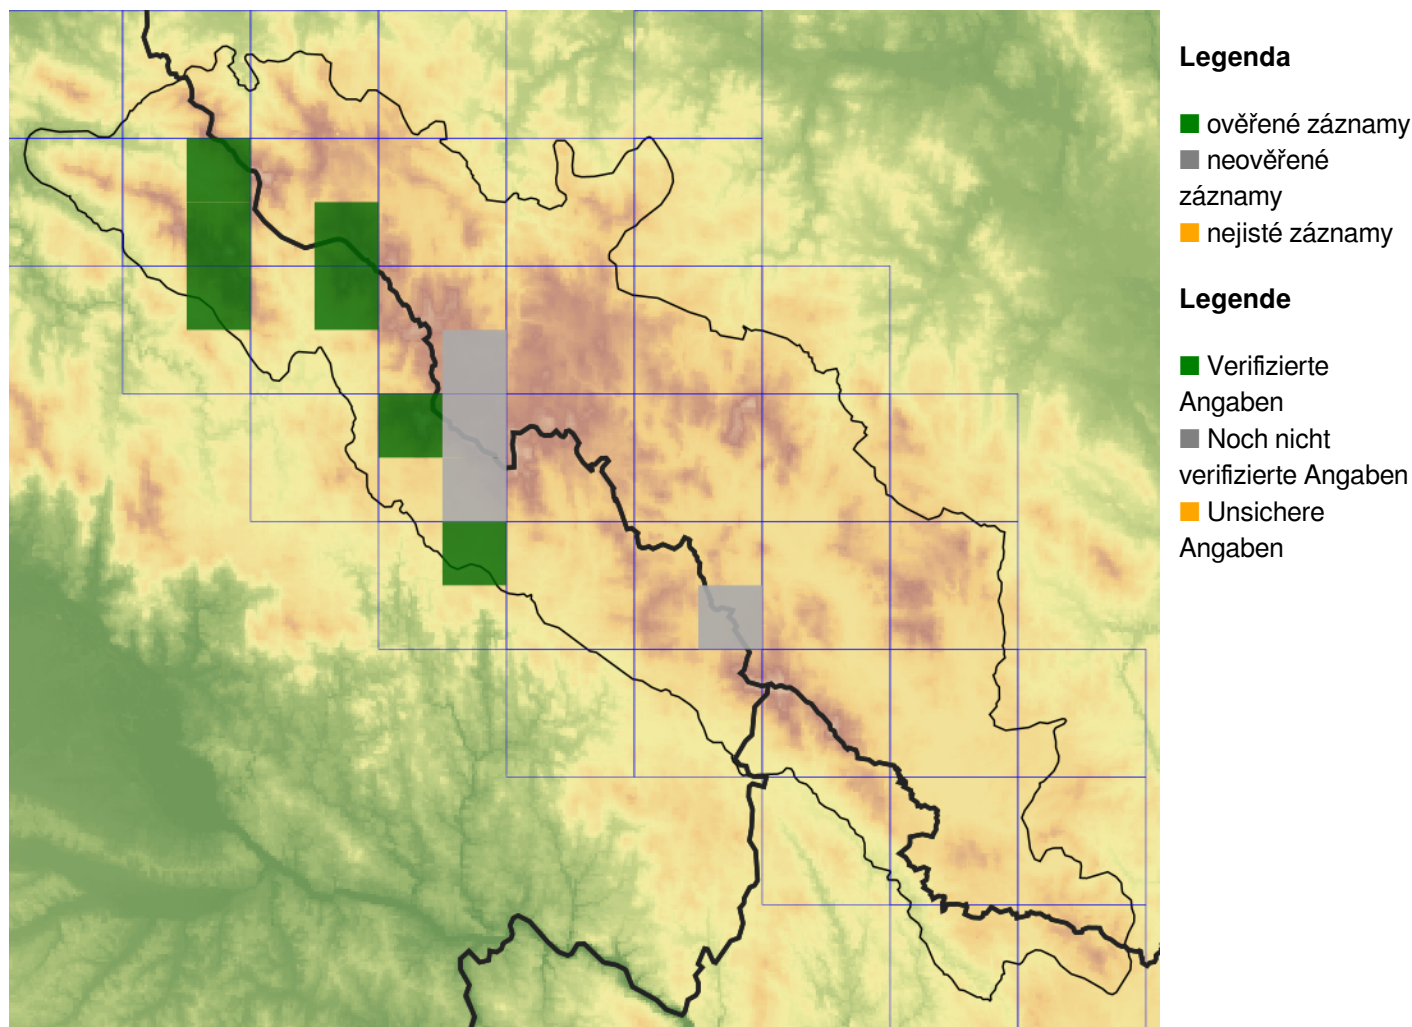 Legenda
ověřené záznamy
neověřené
záznamy
nejisté záznamy
Legende
Verifizierte
Angaben
Noch nicht
verifizierte Angaben
Unsichere
Angaben